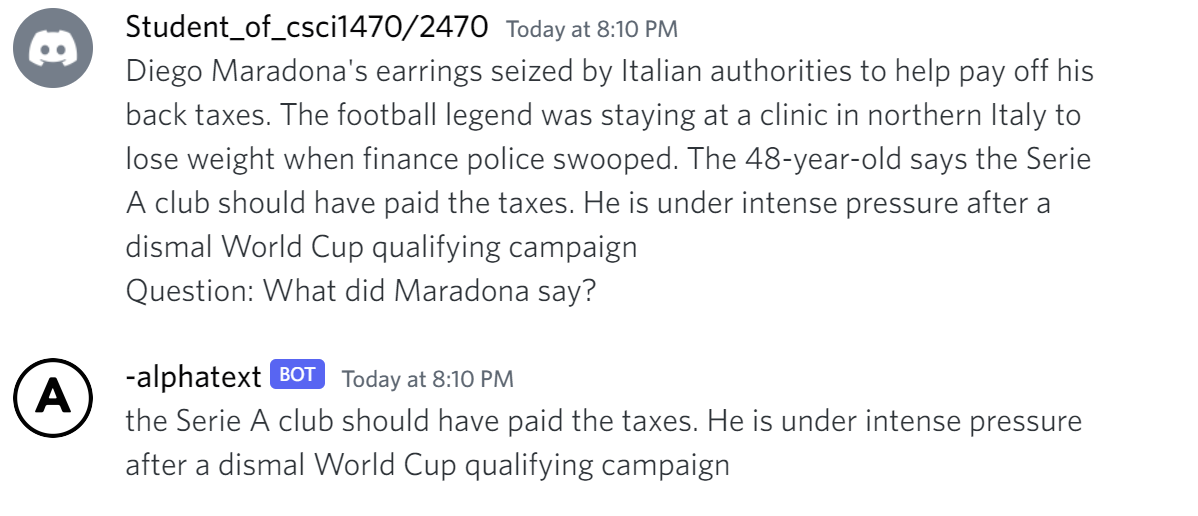 Student_of_csci1470/2470 Today at 8:10 PM
Diego Maradona's earrings seized by Italian authorities to help pay off his
back taxes. The football legend was staying at a clinic in northern Italy to
lose weight when finance police swooped. The 48-year-old says the Serie
A club should have paid the taxes. He is under intense pressure after a
dismal World Cup qualifying campaign
Question: What did Maradona say?
A
-alphatext BOT Today at 8:10 PM
the Serie A club should have paid the taxes. He is under intense pressure
after a dismal World Cup qualifying campaign